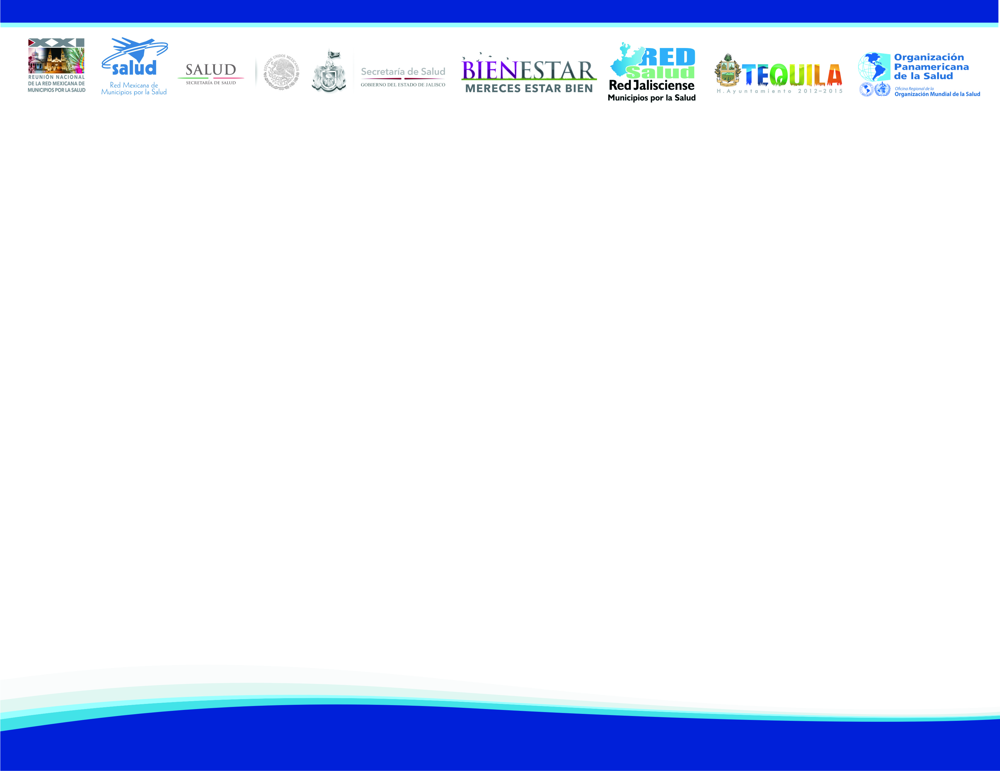 XXI
REUNIÓN NACIONAL
DE LA RED MEXICANA DE
MUNICIPIOS POR LA SALUD
salud
Red Mexicana de
Municipios por la Salud
SALUD
SECRETARÍA DE SALUD
ESTADOS UNIDOS MEXICANOS
Secretaría de Salud
GOBIERNO DEL ESTADO DE JALISCO
BIENESTAR
MERECES ESTAR BIEN
RED
Salud
Red Jalisciense
Municipios por la Salud
TEQUILA
H. Ayuntamiento 2012-2015
Organización
Panamericana
de la Salud
Oficina Regional de la
Organización Mundial de la Salud